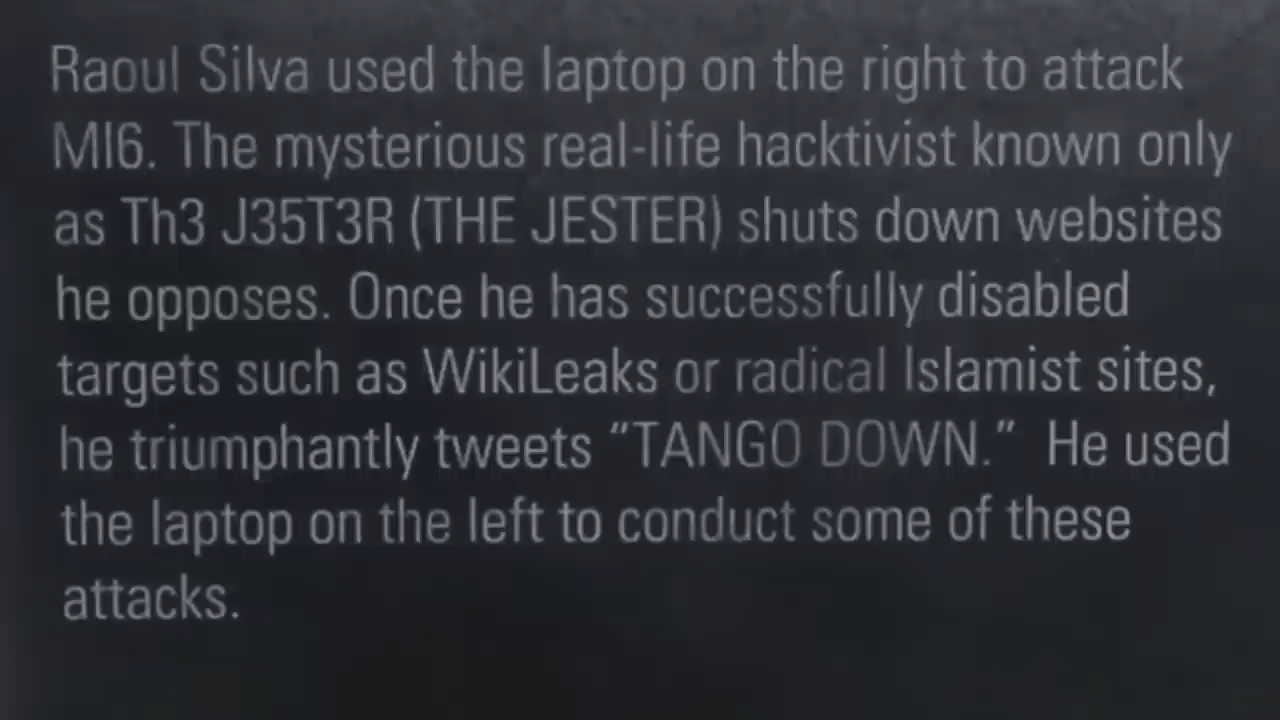 Raoul Silva used the laptop on the right to attack
MI6. The mysterious real-life hacktivist known only
as Th3 J35T3R (THE JESTER) shuts down websites
he opposes. Once he has successfully disabled
targets such as WikiLeaks or radical Islamist sites,
he triumphantly tweets “TANGO DOWN.” He used
the laptop on the left to conduct some of these
attacks.